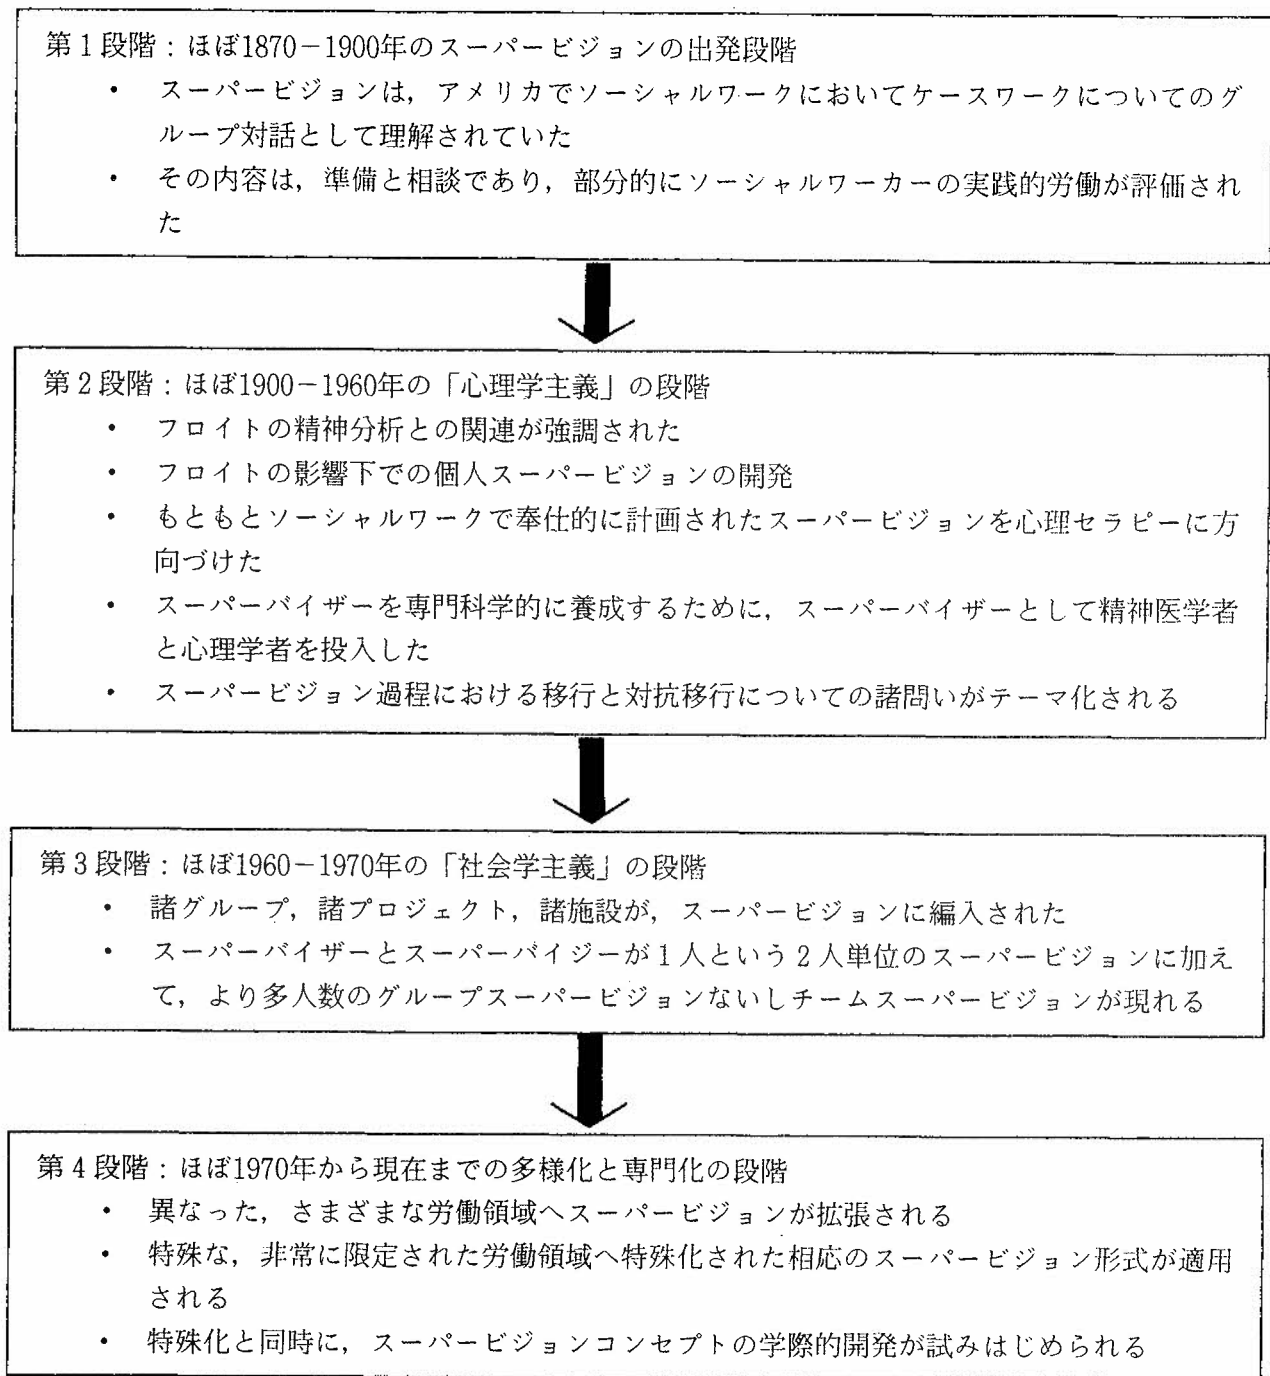 第1段階:ほぼ1870-1900年のスーパービジョンの出発段階
・ スーパービジョンは,アメリカでソーシャルワークにおいてケースワークについてのグ
ループ対話として理解されていた
・ その内容は,準備と相談であり,部分的にソーシャルワーカーの実践的労働が評価され
た
第2段階:ほぼ1900-1960年の「心理学主義」の段階
・ フロイトの精神分析との関連が強調された
・ フロイトの影響下での個人スーパービジョンの開発
・ もともとソーシャルワークで奉仕的に計画されたスーパービジョンを心理セラピーに方
向づけた
・ スーパーバイザーを専門科学的に養成するために,スーパーバイザーとして精神医学者
と心理学者を投入した
・ スーパービジョン過程における移行と対抗移行についての諸問いがテーマ化される
第3段階:ほぼ1960-1970年の「社会学主義」の段階
・ 諸グループ,諸プロジェクト,諸施設が,スーパービジョンに編入された
・ スーパーバイザーとスーパーバイジーが1人という2人単位のスーパービジョンに加え
て,より多人数のグループスーパービジョンないしチームスーパービジョンが現れる
第4段階:ほぼ1970年から現在までの多様化と専門化の段階
・ 異なった,さまざまな労働領域へスーパービジョンが拡張される
・ 特殊な,非常に限定された労働領域へ特殊化された相応のスーパービジョン形式が適用
される
・ 特殊化と同時に,スーパービジョンコンセプトの学際的開発が試みはじめられる